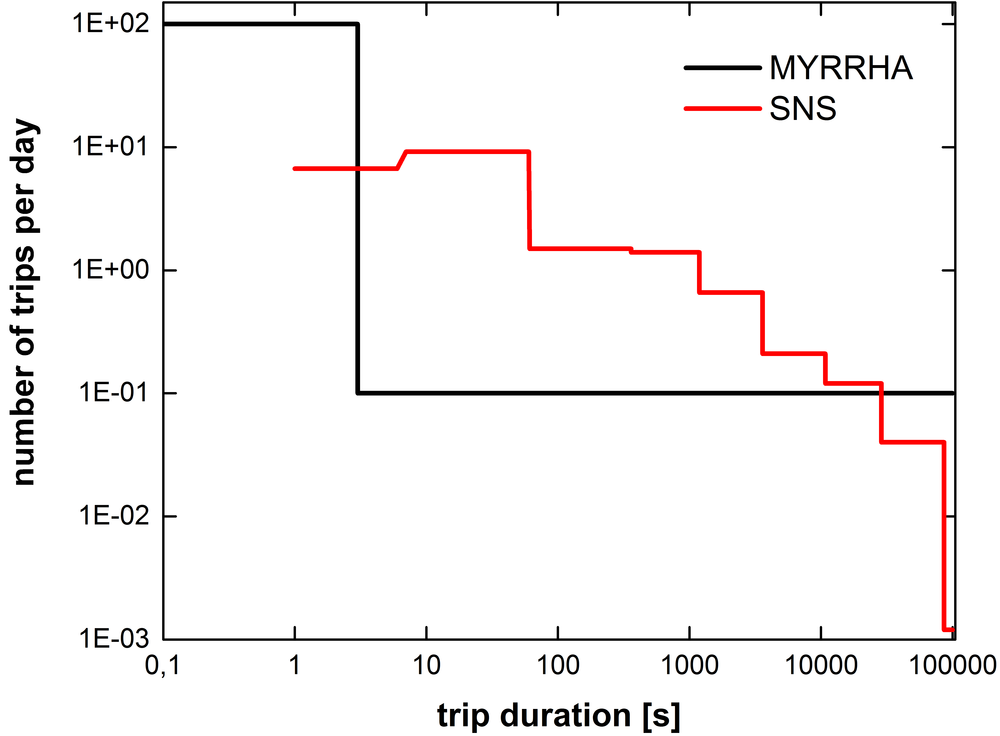 1E+02
MYRRHA
SNS
1E+01
1E+00
1E-01
1E-02
1E-03
number of trips per day
0,1 1 10 100 1000 10000 100000
trip duration [s]